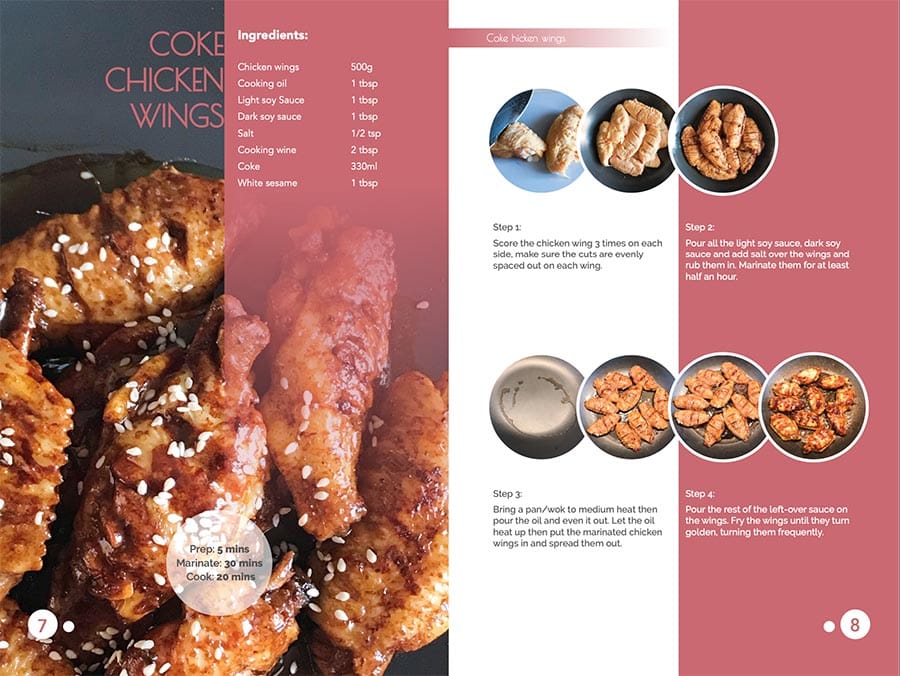 COKE
CHICKEN
WINGS
Ingredients:
Chicken wings 500g
Cooking oil 1 tbsp
Light soy Sauce 1 tbsp
Dark soy sauce 1 tbsp
Salt 1/2 tsp
Cooking wine 2 tbsp
Coke 330ml
White sesame 1 tbsp
Prep: 5 mins
Marinate: 30 mins
Cook: 20 mins
7
Coke hicken wings
Step 1:
Score the chicken wing 3 times on each
side, make sure the cuts are evenly
spaced out on each wing.
Step 2:
Pour all the light soy sauce, dark soy
sauce and add salt over the wings and
rub them in. Marinate them for at least
half an hour.
Step 3:
Bring a pan/wok to medium heat then
pour the oil and even it out. Let the oil
heat up then put the marinated chicken
wings in and spread them out.
Step 4:
Pour the rest of the left-over sauce on
the wings. Fry the wings until they turn
golden, turning them frequently.
8